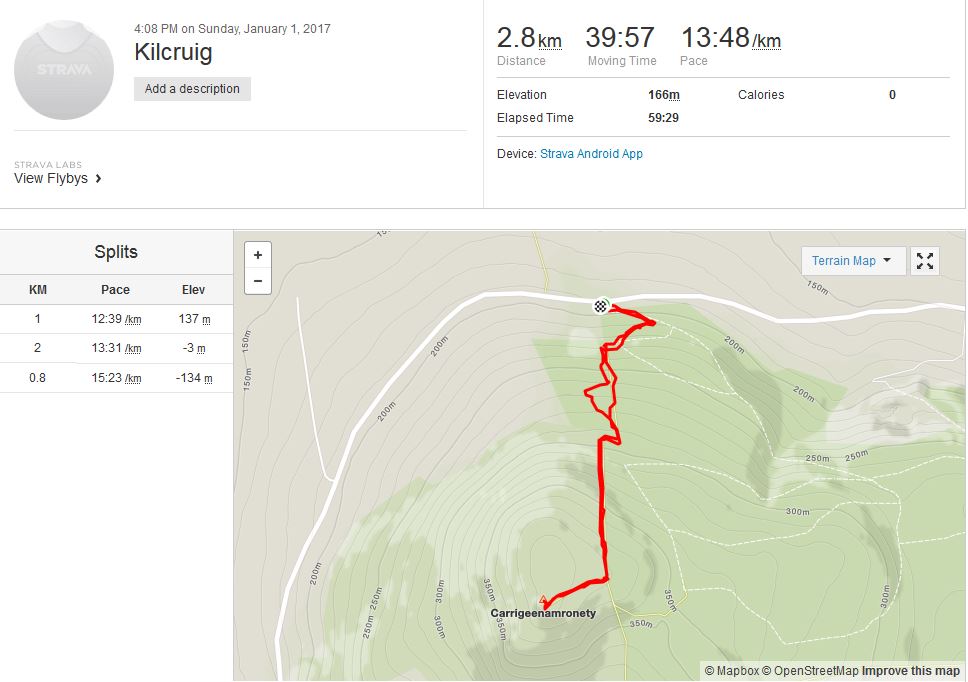 STRAVA
4:08 PM on Sunday, January 1, 2017
Kilcruig
Add a description
STRAVA LABS
View Flybys
2.8km 39:57 13:48/km
Distance Moving Time Pace
Elevation 166m Calories 0
Elapsed Time 59:29
Device: Strava Android App
Splits
KM Pace Elev
1 12:39 /km 137 m
2 13:31 /km -3 m
0.8 15:23 /km -134 m
+
−
Terrain Map
150m
150m
150m
200m
200m
200m
200m
200m
250m
250m
250m
250m
300m
300m
300m
300m
350m
350m
350m
350m
Carrigeenamronety
© Mapbox © OpenStreetMap Improve this map